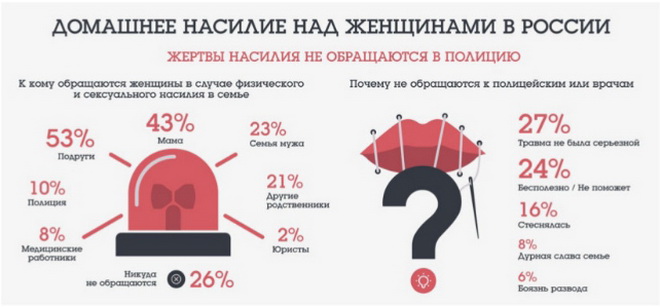 ДОМАШНЕЕ НАСИЛИЕ НАД ЖЕНЩИНАМИ В РОССИИ
ЖЕРТВЫ НАСИЛИЯ НЕ ОБРАЩАЮТСЯ В ПОЛИЦИЮ
К кому обращаются женщины в случае физического
и сексуального насилия в семье
53%
Подруги
43%
Мама
23%
Семья мужа
10%
Полиция
21%
Другие
родственники
8%
Медицинские
работники
2%
Юристы
Никуда
не обращаются
26%
Почему не обращаются к полицейским или врачам
27%
Травма не была серьезной
24%
Бесполезно / Не поможет
16%
Стеснялась
8%
Дурная слава семье
6%
Боязнь развода